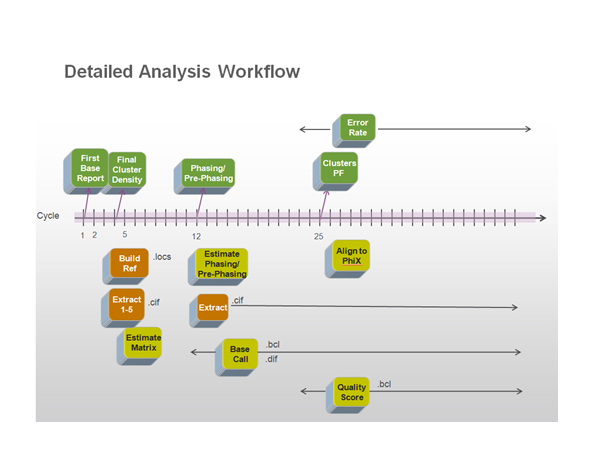 Detailed Analysis Workflow
Error
Rate
First
Base
Report
Final
Cluster
Density
Phasing/
Pre-Phasing
Clusters
PF
Cycle
1 2 5 12 25
Build
Ref
.locs
Estimate
Phasing/
Pre-Phasing
Align to
PhiX
Extract
1-5
.cif
Extract
.cif
Estimate
Matrix
Base
Call
.bcl
.dif
Quality
Score
.bcl